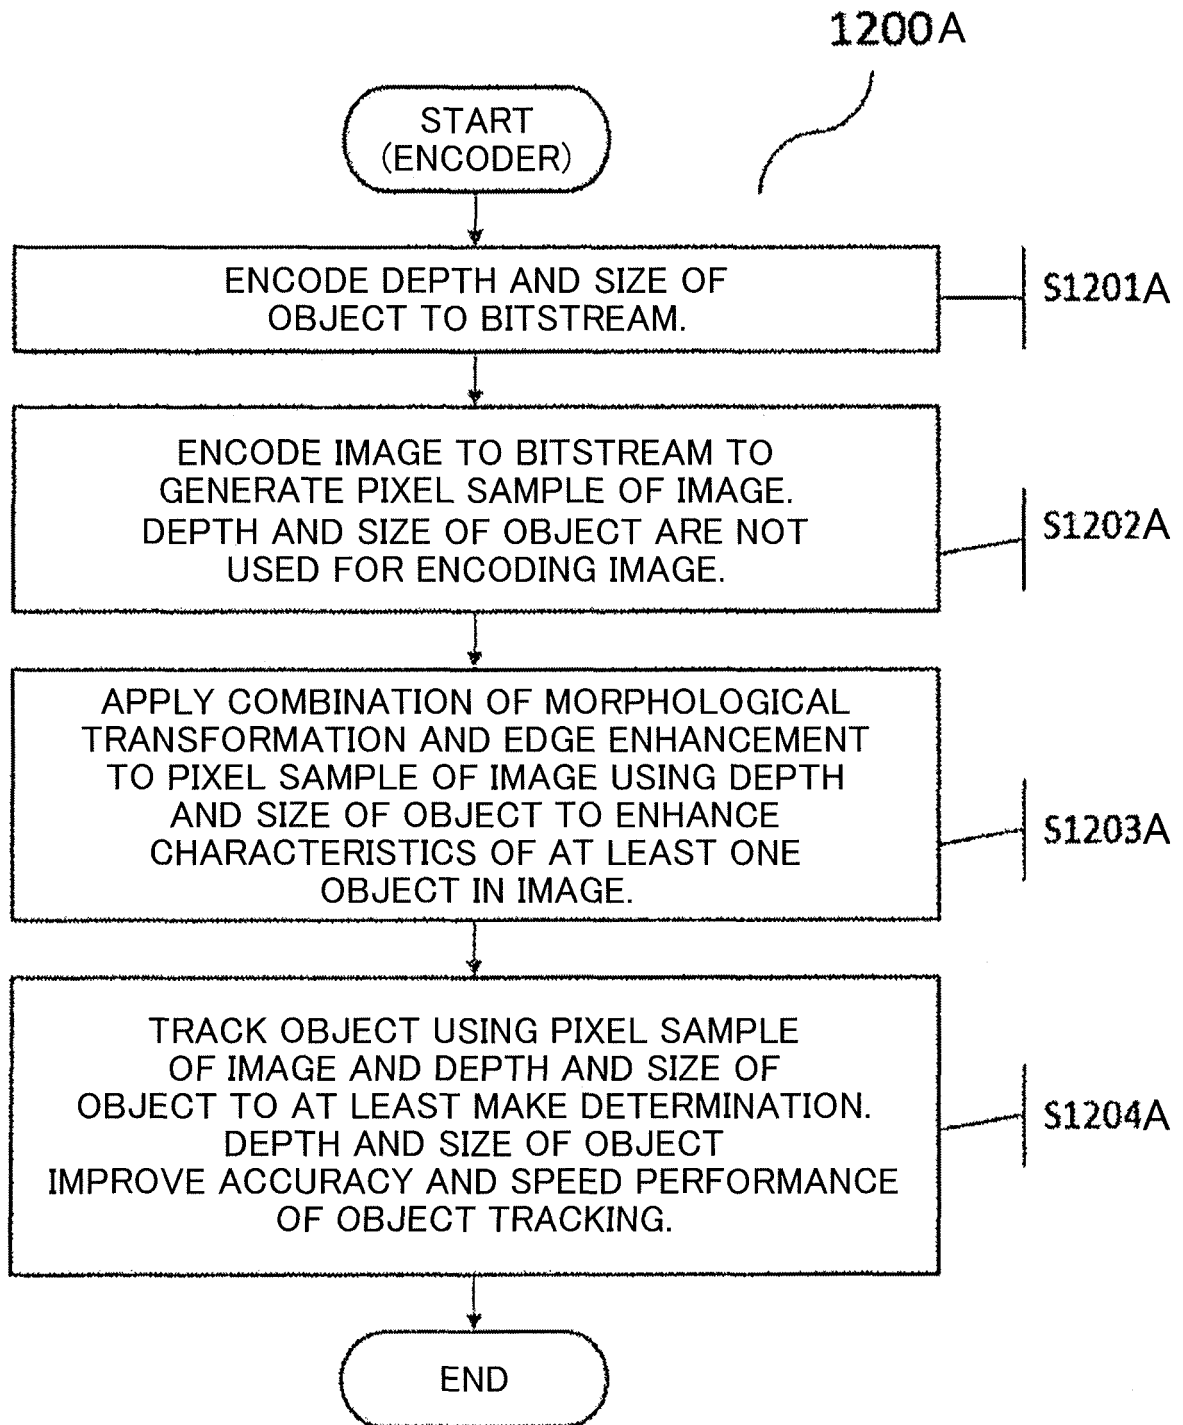 1200A
START
(ENCODER)
ENCODE DEPTH AND SIZE OF
OBJECT TO BITSTREAM.
S1201A
ENCODE IMAGE TO BITSTREAM TO
GENERATE PIXEL SAMPLE OF IMAGE.
DEPTH AND SIZE OF OBJECT ARE NOT
USED FOR ENCODING IMAGE.
S1202A
APPLY COMBINATION OF MORPHOLOGICAL
TRANSFORMATION AND EDGE ENHANCEMENT
TO PIXEL SAMPLE OF IMAGE USING DEPTH
AND SIZE OF OBJECT TO ENHANCE
CHARACTERISTICS OF AT LEAST ONE
OBJECT IN IMAGE.
S1203A
TRACK OBJECT USING PIXEL SAMPLE
OF IMAGE AND DEPTH AND SIZE OF
OBJECT TO AT LEAST MAKE DETERMINATION.
DEPTH AND SIZE OF OBJECT
IMPROVE ACCURACY AND SPEED PERFORMANCE
OF OBJECT TRACKING.
S1204A
END